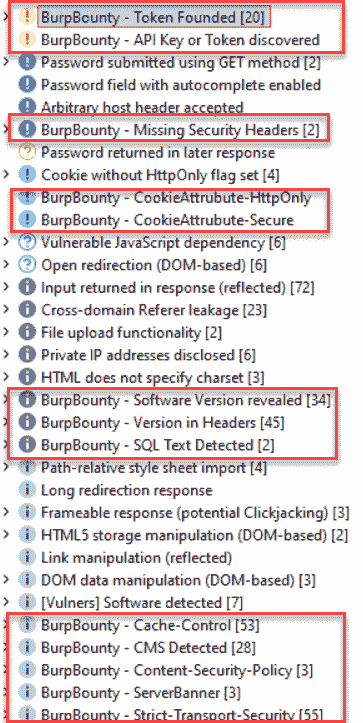 BurpBounty - Token Founded [20]
BurpBounty - API Key or Token discovered
Password submitted using GET method [2]
Password field with autocomplete enabled
Arbitrary host header accepted
BurpBounty - Missing Security Headers [2]
Password returned in later response
Cookie without HttpOnly flag set [4]
BurpBounty - CookieAttrubute-HttpOnly
BurpBounty - CookieAttrubute-Secure
Vulnerable JavaScript dependency [6]
Open redirection (DOM-based) [6]
Input returned in response (reflected) [72]
Cross-domain Referer leakage [23]
File upload functionality [2]
Private IP addresses disclosed [6]
HTML does not specify charset [3]
BurpBounty - Software Version revealed [34]
BurpBounty - Version in Headers [45]
BurpBounty - SQL Text Detected [2]
Path-relative style sheet import [4]
Long redirection response
Frameable response (potential Clickjacking) [3]
HTML5 storage manipulation (DOM-based) [2]
Link manipulation (reflected)
DOM data manipulation (DOM-based) [3]
[Vulners] Software detected [7]
BurpBounty - Cache-Control [53]
BurpBounty - CMS Detected [28]
BurpBounty - Content-Security-Policy [3]
BurpBounty - ServerBanner [3]
BurpBounty - Strict-Transport-Security [55]